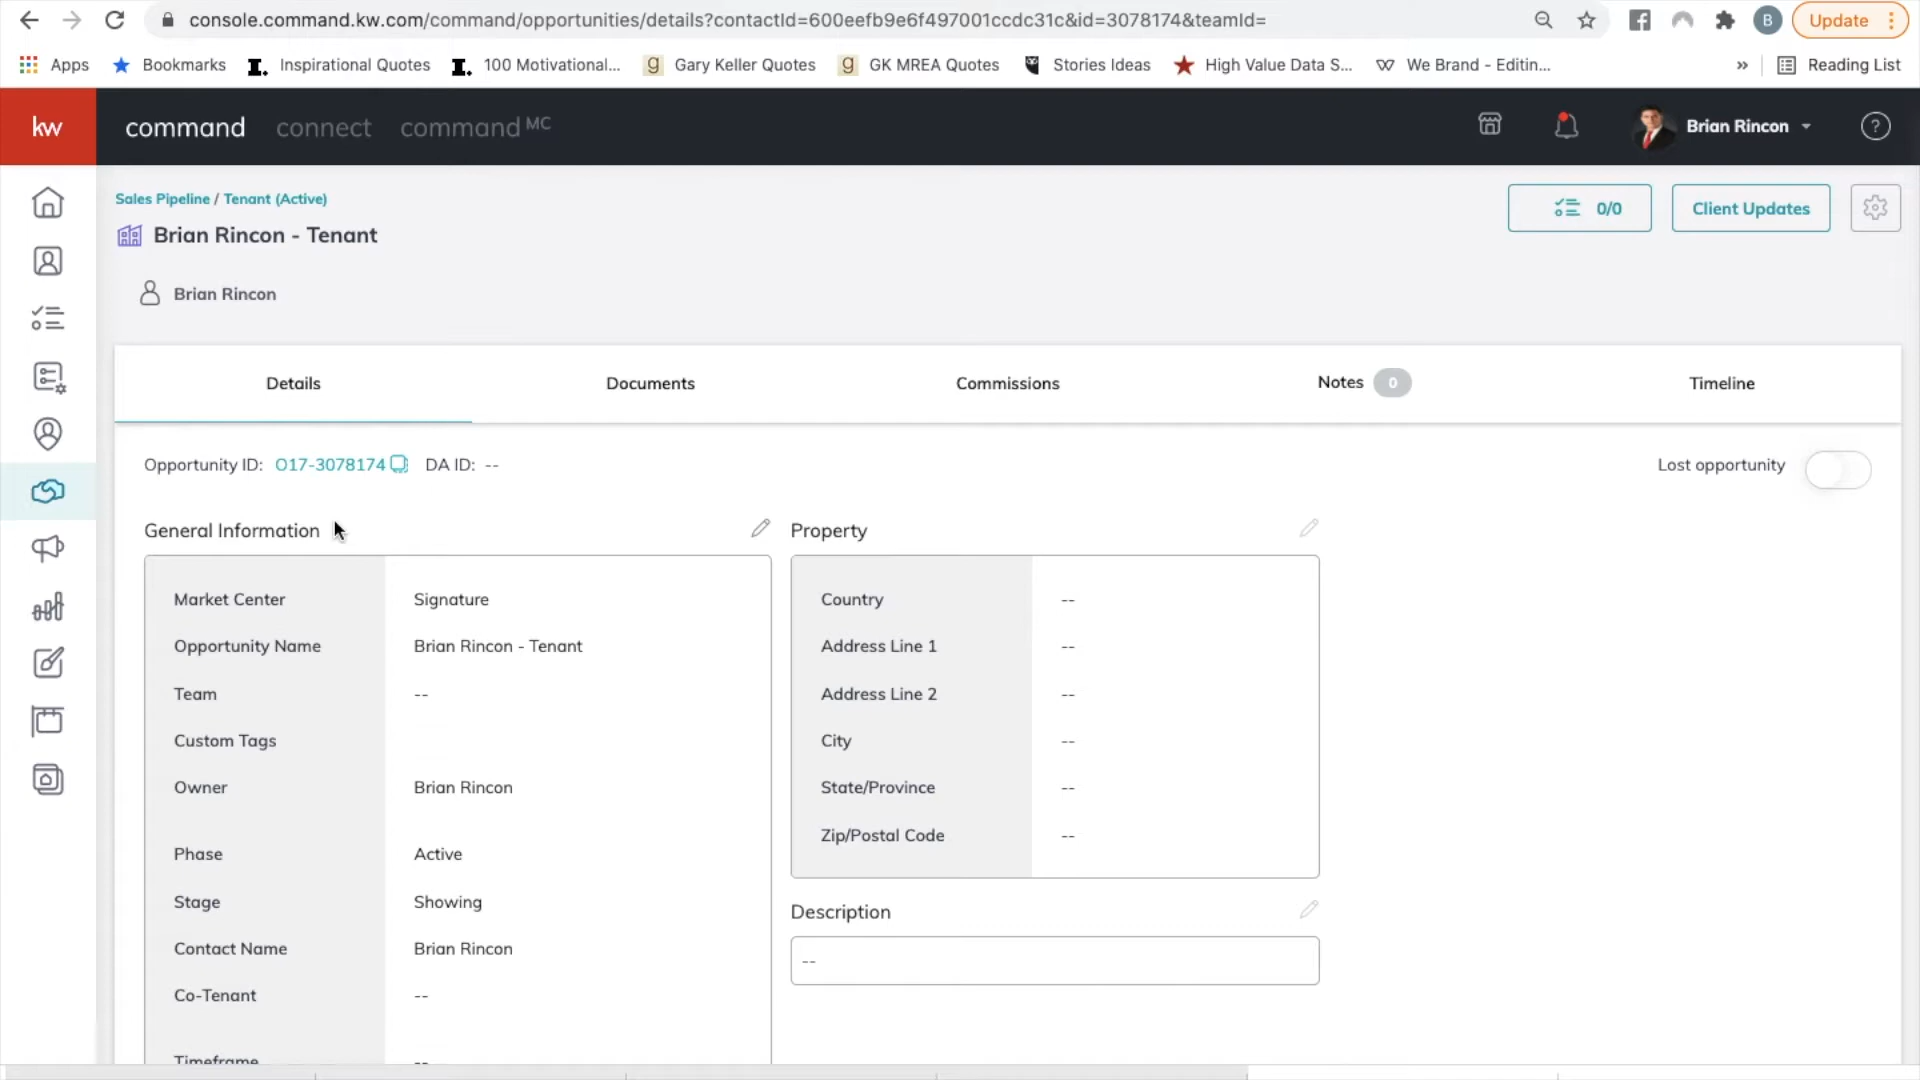 console.command.kw.com/command/opportunities/details?contactId=600eefb9e6f497001ccdc31c&id=3078174&teamId=
B
Update
Apps
Bookmarks
I.
Inspirational Quotes
I.
100 Motivational...
g
Gary Keller Quotes
g
GK MREA Quotes
Stories Ideas
High Value Data S...
We Brand - Editin...
»
Reading List
kw
command
connect
command MC
Brian Rincon
?
Sales Pipeline / Tenant (Active)
0/0
Client Updates
Brian Rincon - Tenant
Brian Rincon
Details
Documents
Commissions
Notes 0
Timeline
Opportunity ID: O17-3078174 DA ID: --
Lost opportunity
General Information
Market Center Signature
Opportunity Name Brian Rincon - Tenant
Team --
Custom Tags
Owner Brian Rincon
Phase Active
Stage Showing
Contact Name Brian Rincon
Co-Tenant --
Timeframe --
Property
Country --
Address Line 1 --
Address Line 2 --
City --
State/Province --
Zip/Postal Code --
Description
--